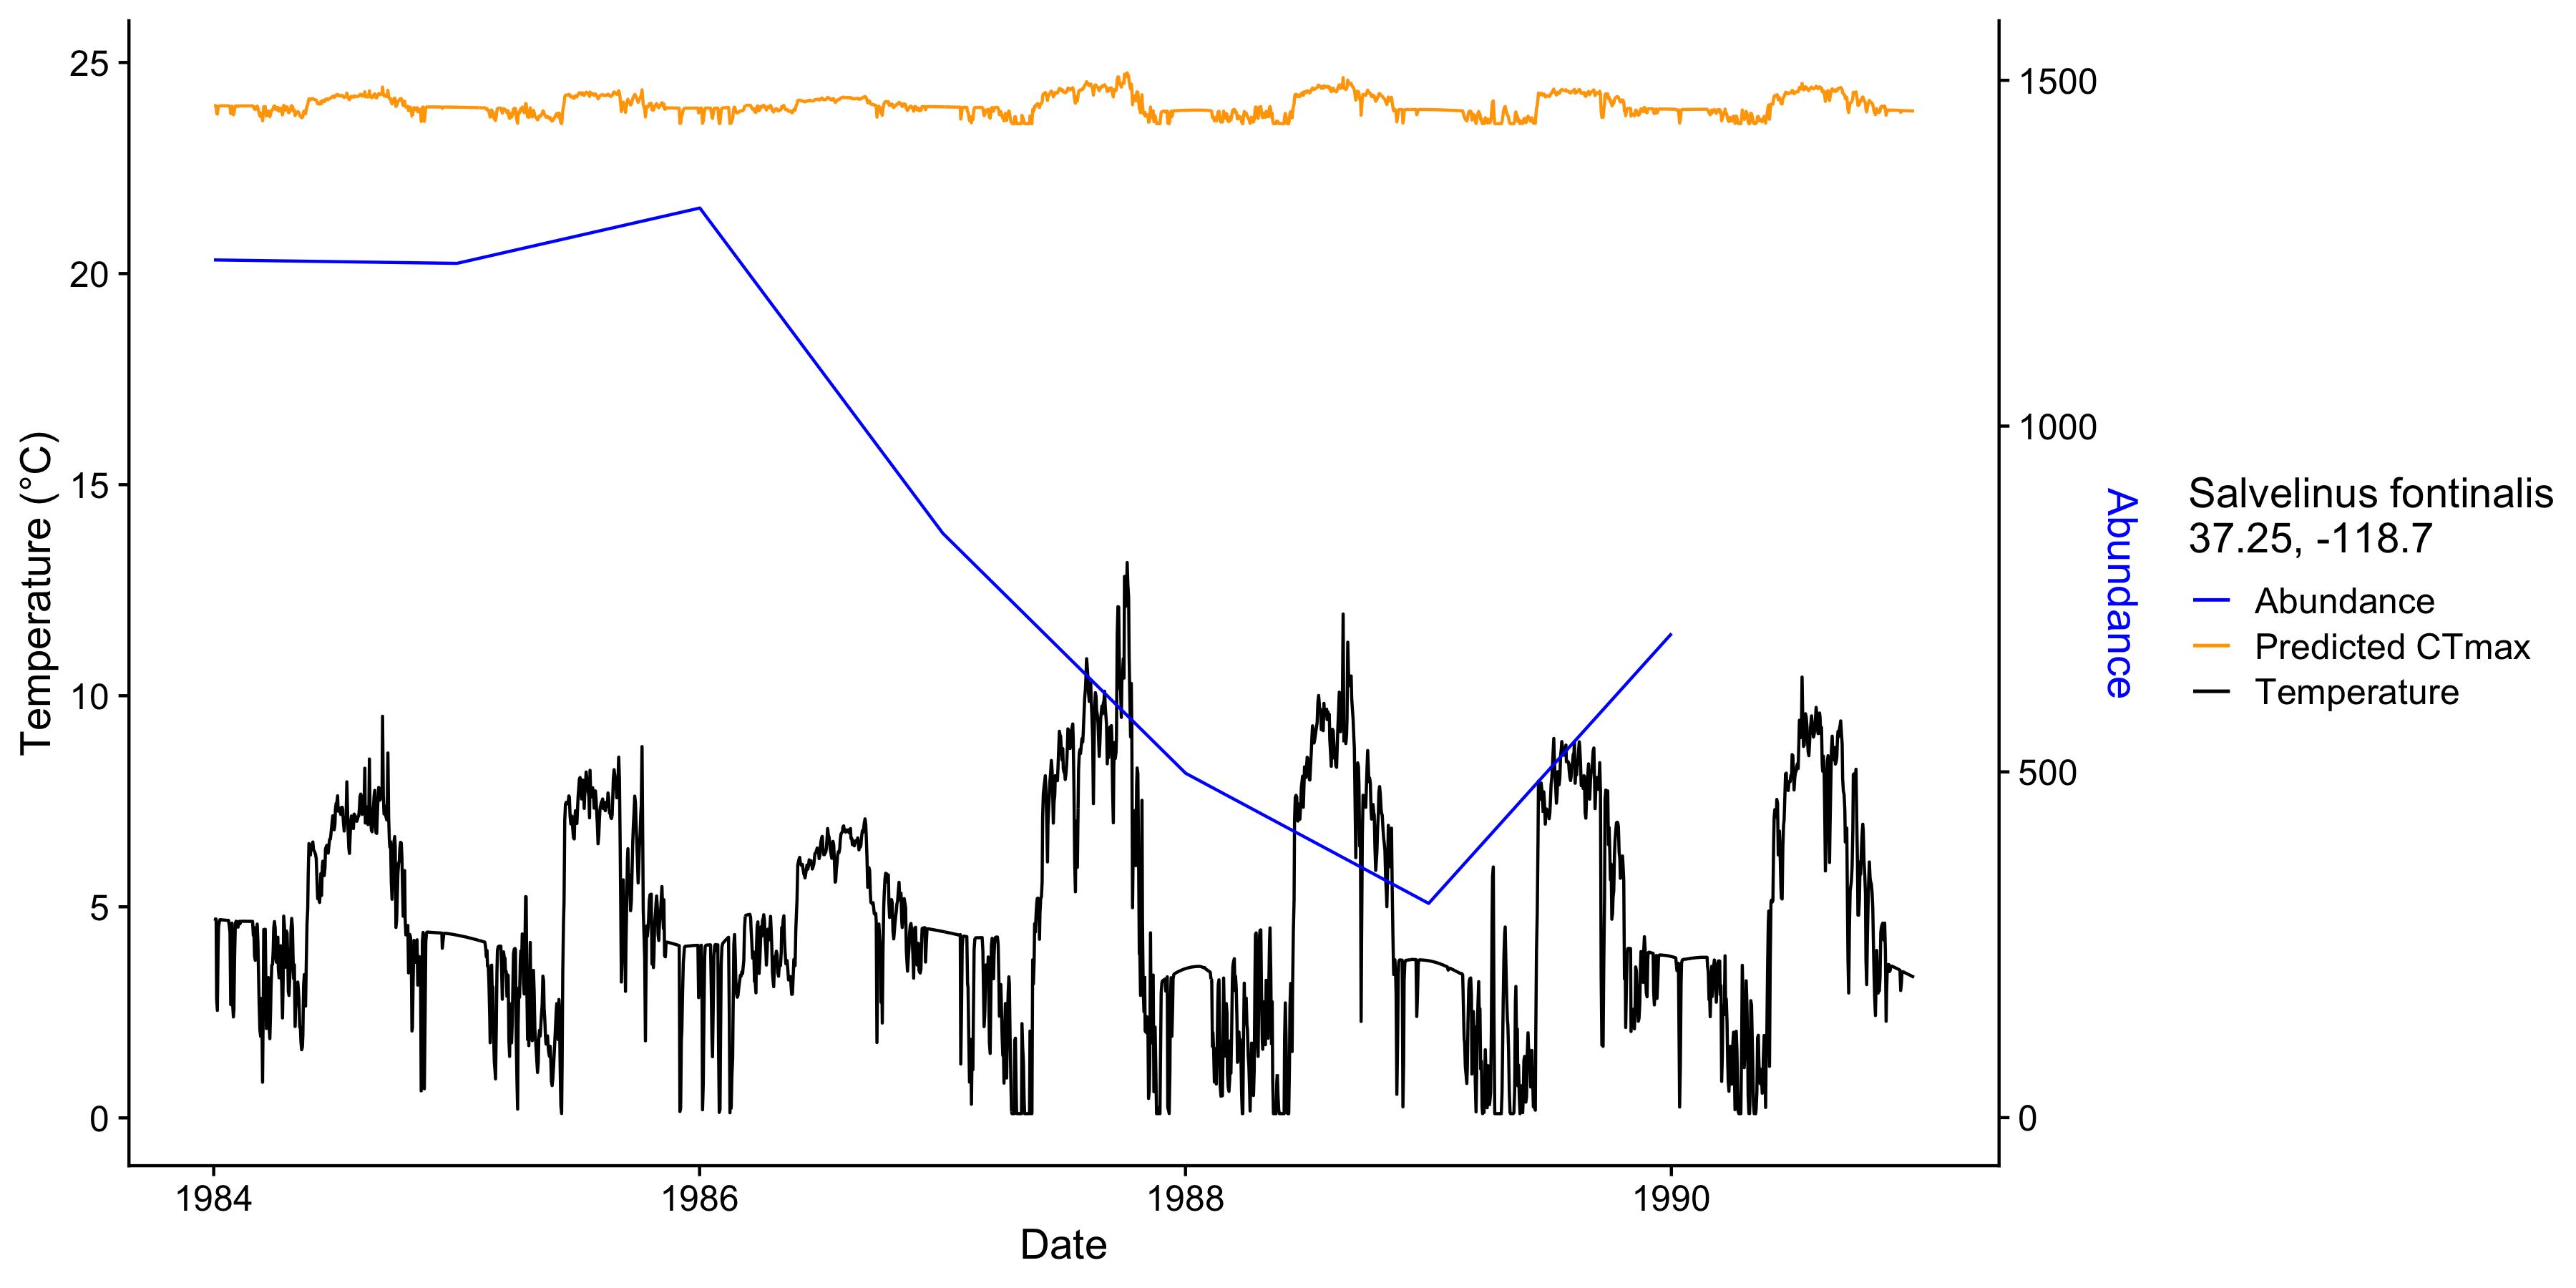 25
20
15
10
5
0
Temperature (°C)
1984
1986
1988
1990
Date
1500
1000
500
0
Abundance
Salvelinus fontinalis
37.25, -118.7
Abundance
Predicted CTmax
Temperature